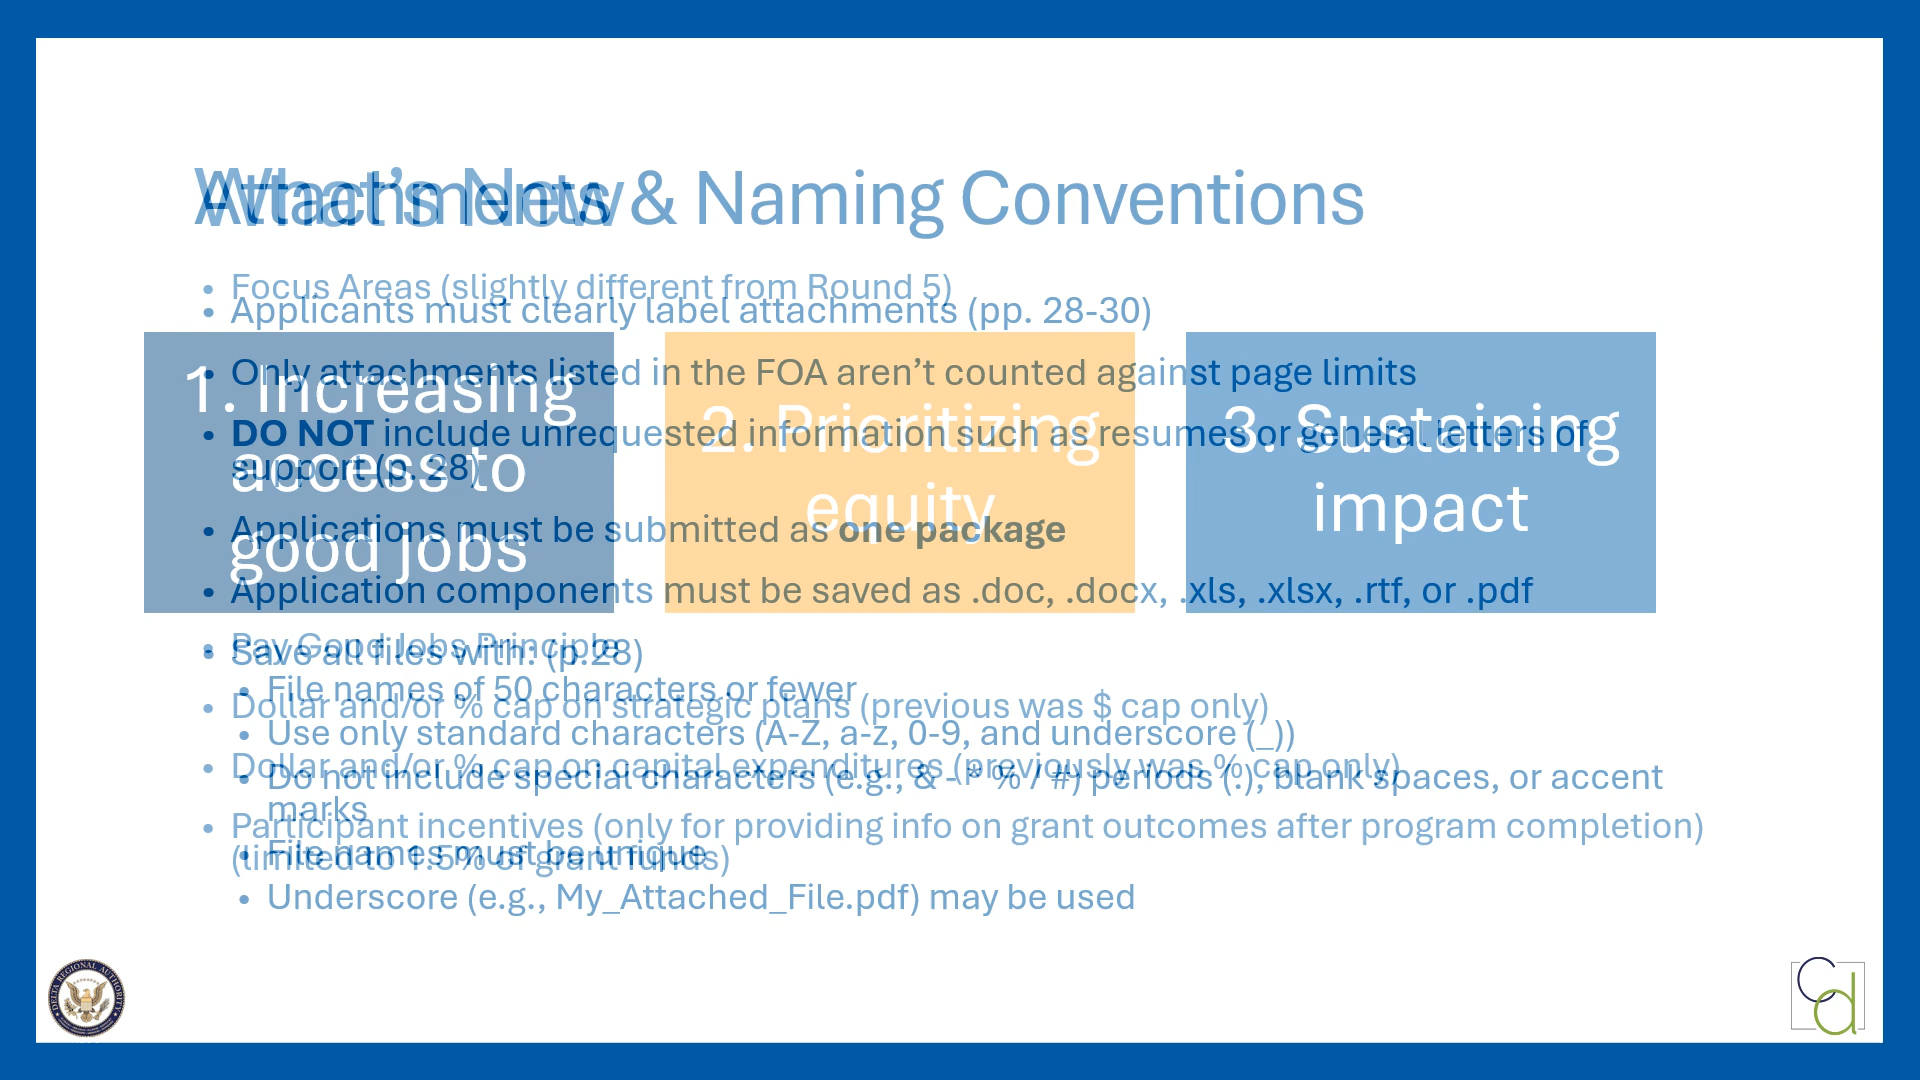 What's New
• Focus Areas (slightly different from Round 5)
1. Increasing
access to
good jobs
2. Prioritizing
equity
3. Sustaining
impact
• Pay Good Jobs Principle
• Dollar and/or % cap on strategic plans (previous was $ cap only)
• Dollar and/or % cap on capital expenditures (previously was % cap only)
• Participant incentives (only for providing info on grant outcomes after program completion)
(limited to 1.5% of grant funds)
Attachments & Naming Conventions
• Applicants must clearly label attachments (pp. 28-30)
• Only attachments listed in the FOA aren't counted against page limits
• DO NOT include unrequested information such as resumes or general letters of
support (p. 28)
• Applications must be submitted as one package
• Application components must be saved as .doc, .docx, .xls, .xlsx, .rtf, or .pdf
• Save all files with: (p.28)
• File names of 50 characters or fewer
• Use only standard characters (A-Z, a-z, 0-9, and underscore (_))
• Do not include special characters (e.g., & - * % / #) periods (.), blank spaces, or accent
marks
• File names must be unique
• Underscore (e.g., My_Attached_File.pdf) may be used
DELTA REGIONAL AUTHORITY
cd